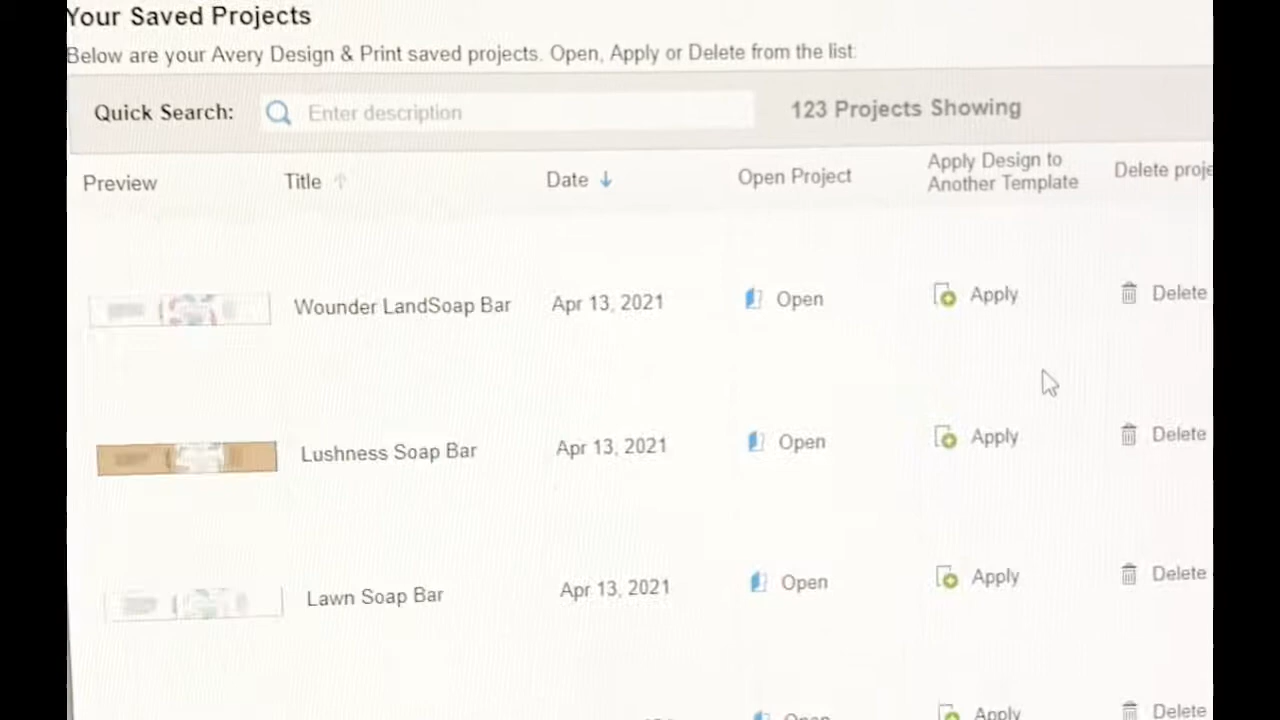 Your Saved Projects
Below are your Avery Design & Print saved projects. Open, Apply or Delete from the list.
Quick Search: Enter description 123 Projects Showing
Preview Title Date Open Project Apply Design to Another Template Delete proje
Wounder LandSoap Bar Apr 13, 2021 Open Apply Delete
Lushness Soap Bar Apr 13, 2021 Open Apply Delete
Lawn Soap Bar Apr 13, 2021 Open Apply Delete
Open Apply Delete